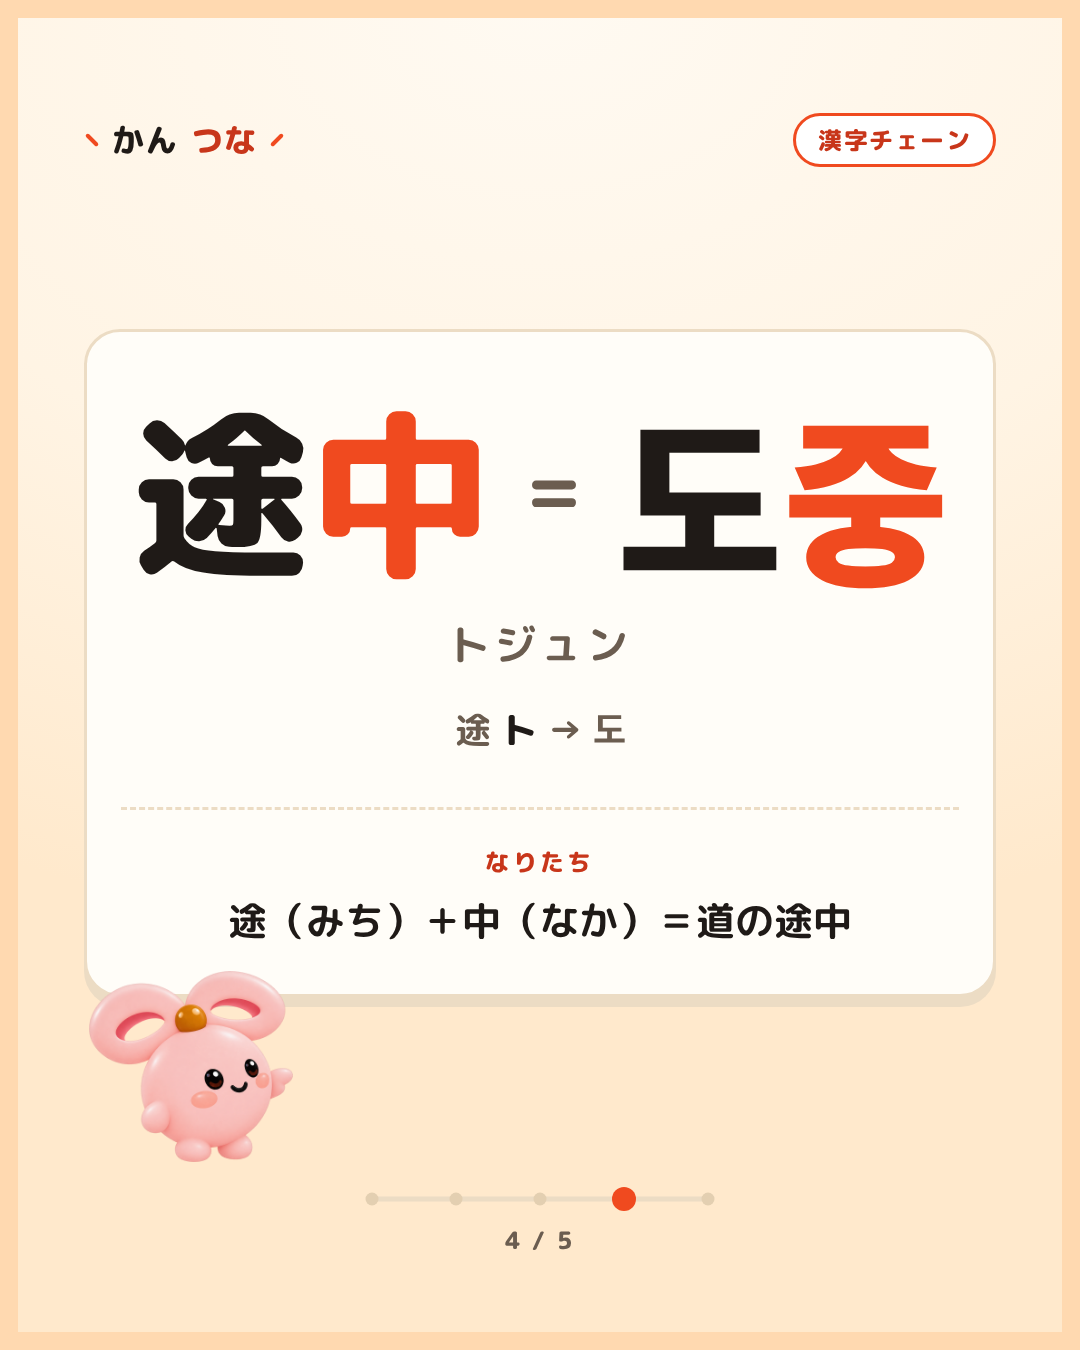 かんつな
漢字チェーン
途中 = 도중
トジュン
途 ト → 도
なりたち
途（みち）＋中（なか）＝道の途中
4 / 5